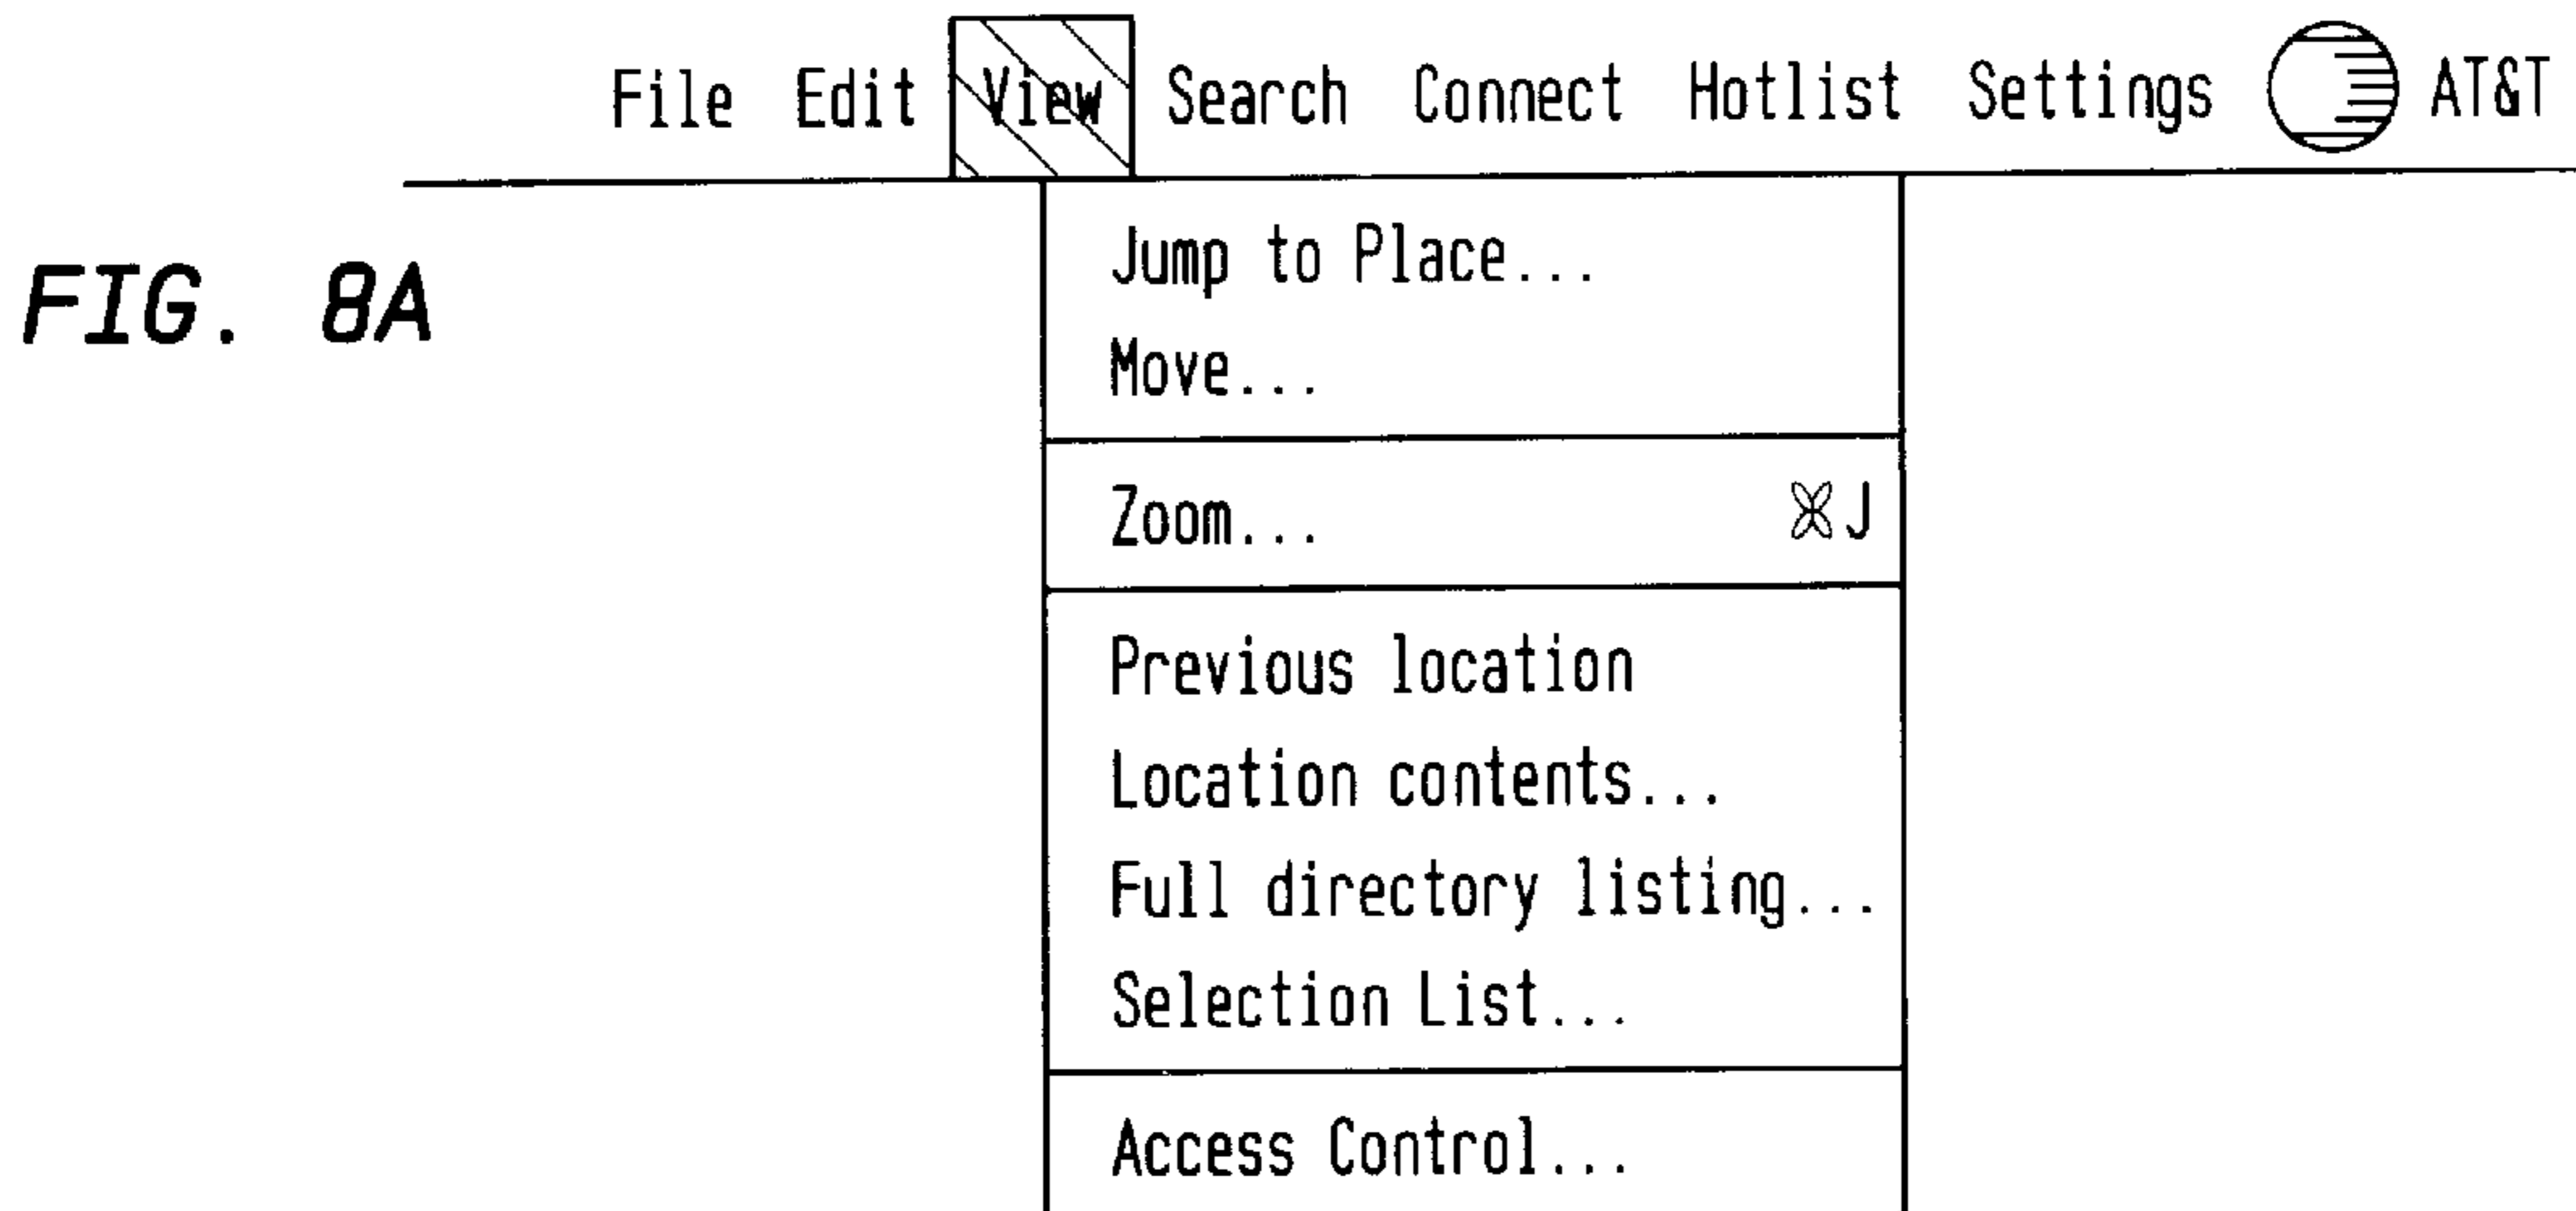 File Edit View Search Connect Hotlist Settings AT&T
FIG. 8A
Jump to Place...
Move...
Zoom... ⌘J
Previous location
Location contents...
Full directory listing...
Selection List...
Access Control...